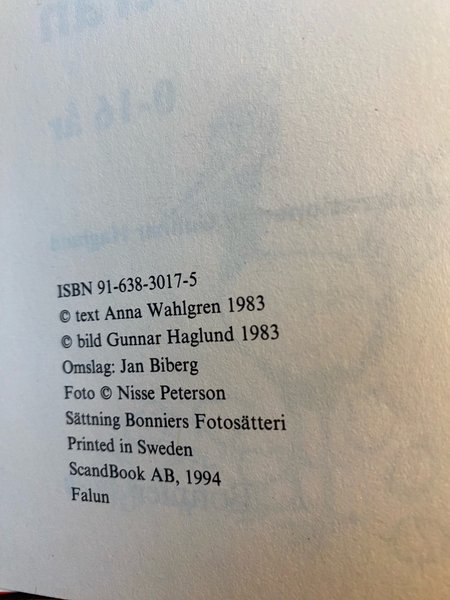 ISBN 91-638-3017-5
© text Anna Wahlgren 1983
© bild Gunnar Haglund 1983
Omslag: Jan Biberg
Foto © Nisse Peterson
Sättning Bonniers Fotosätteri
Printed in Sweden
ScandBook AB, 1994
Falun